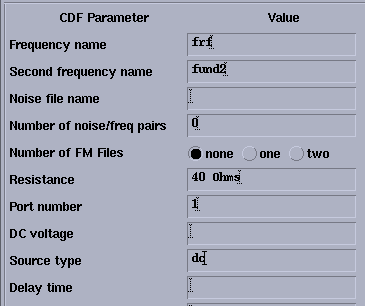 CDF Parameter Value
Frequency name frf
Second frequency name fund2
Noise file name
Number of noise/freq pairs 0
Number of FM Files none one two
Resistance 40 Ohms
Port number 1
DC voltage
Source type dc
Delay time